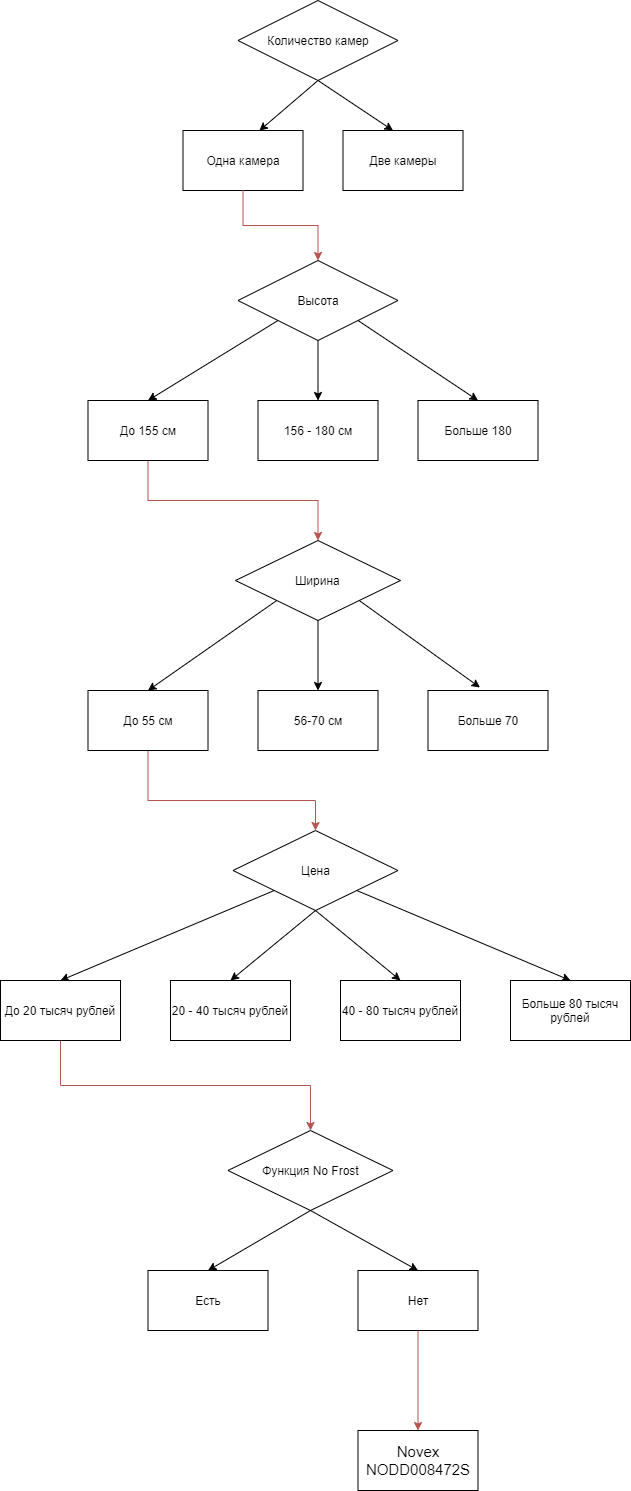 Количество камер
Одна камера
Две камеры
Высота
До 155 см
156 - 180 см
Больше 180
Ширина
До 55 см
56-70 см
Больше 70
Цена
До 20 тысяч рублей
20 - 40 тысяч рублей
40 - 80 тысяч рублей
Больше 80 тысяч
рублей
Функция No Frost
Есть
Нет
Novex
NODD008472S